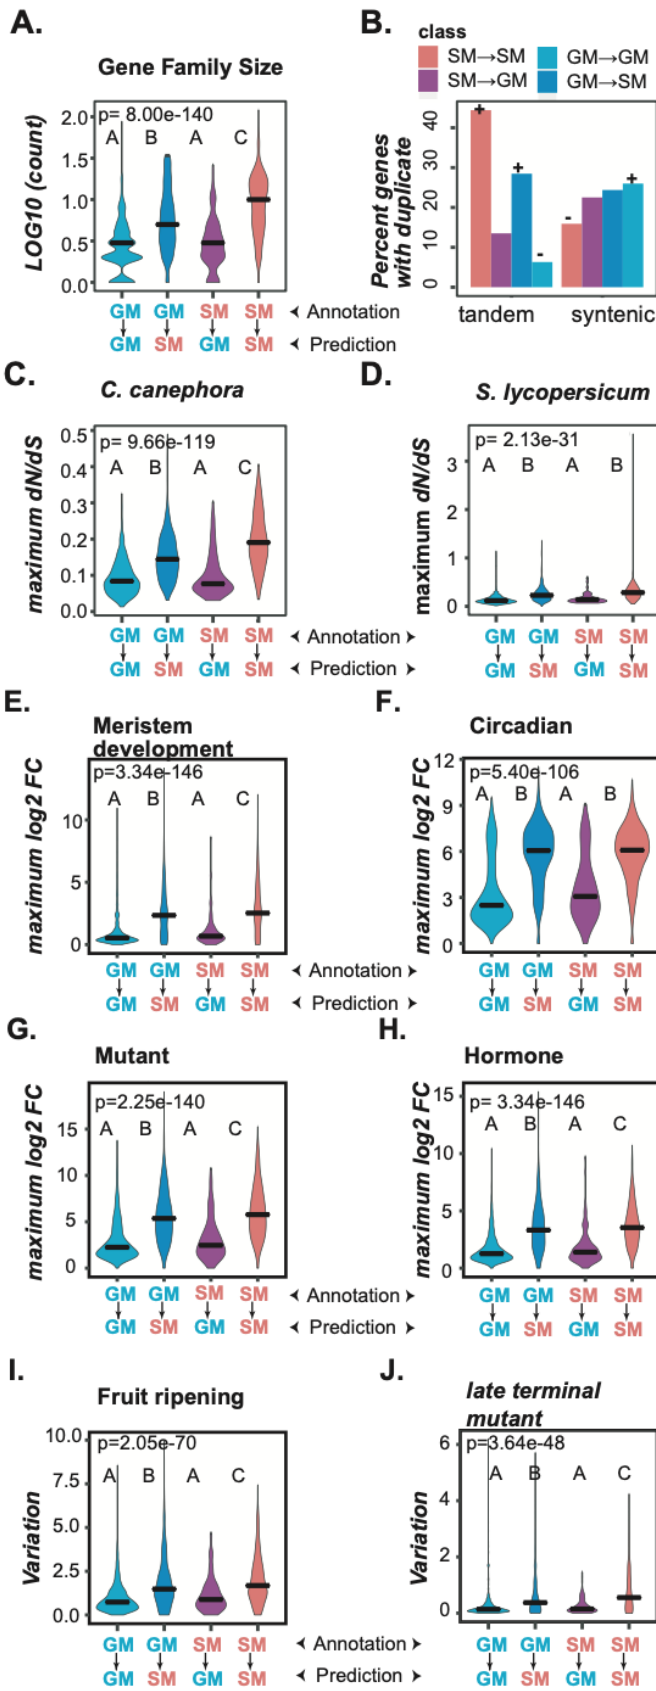 A.
Gene Family Size
p= 8.00e-140
A B A C
LOG10 (count)
2.0
1.5
1.0
0.5
0.0
GM GM SM SM
Annotation
GM SM GM SM
Prediction
B.
class
SM→SM GM→GM
SM→GM GM→SM
Percent genes
with duplicate
40
30
20
10
0
+ + - - +
tandem syntenic
C.
C. canephora
p= 9.66e-119
A B A C
maximum dN/dS
0.5
0.4
0.3
0.2
0.1
0.0
GM GM SM SM
Annotation
GM SM GM SM
Prediction
D.
S. lycopersicum
p= 2.13e-31
A B A B
maximum dN/dS
3
2
1
0
GM GM SM SM
GM SM GM SM
E.
Meristem
development
p=3.34e-146
A B A C
maximum log2 FC
10
5
0
GM GM SM SM
Annotation
GM SM GM SM
Prediction
F.
Circadian
p=5.40e-106
A B A B
maximum log2 FC
12
9
6
3
0
GM GM SM SM
GM SM GM SM
G.
Mutant
p=2.25e-140
A B A C
maximum log2 FC
15
10
5
0
GM GM SM SM
Annotation
GM SM GM SM
Prediction
H.
Hormone
p= 3.34e-146
A B A C
maximum log2 FC
15
10
5
0
GM GM SM SM
GM SM GM SM
I.
Fruit ripening
p=2.05e-70
A B A C
Variation
10.0
7.5
5.0
2.5
0.0
GM GM SM SM
Annotation
GM SM GM SM
Prediction
J.
late terminal
mutant
p=3.64e-48
A B A C
Variation
6
4
2
0
GM GM SM SM
GM SM GM SM